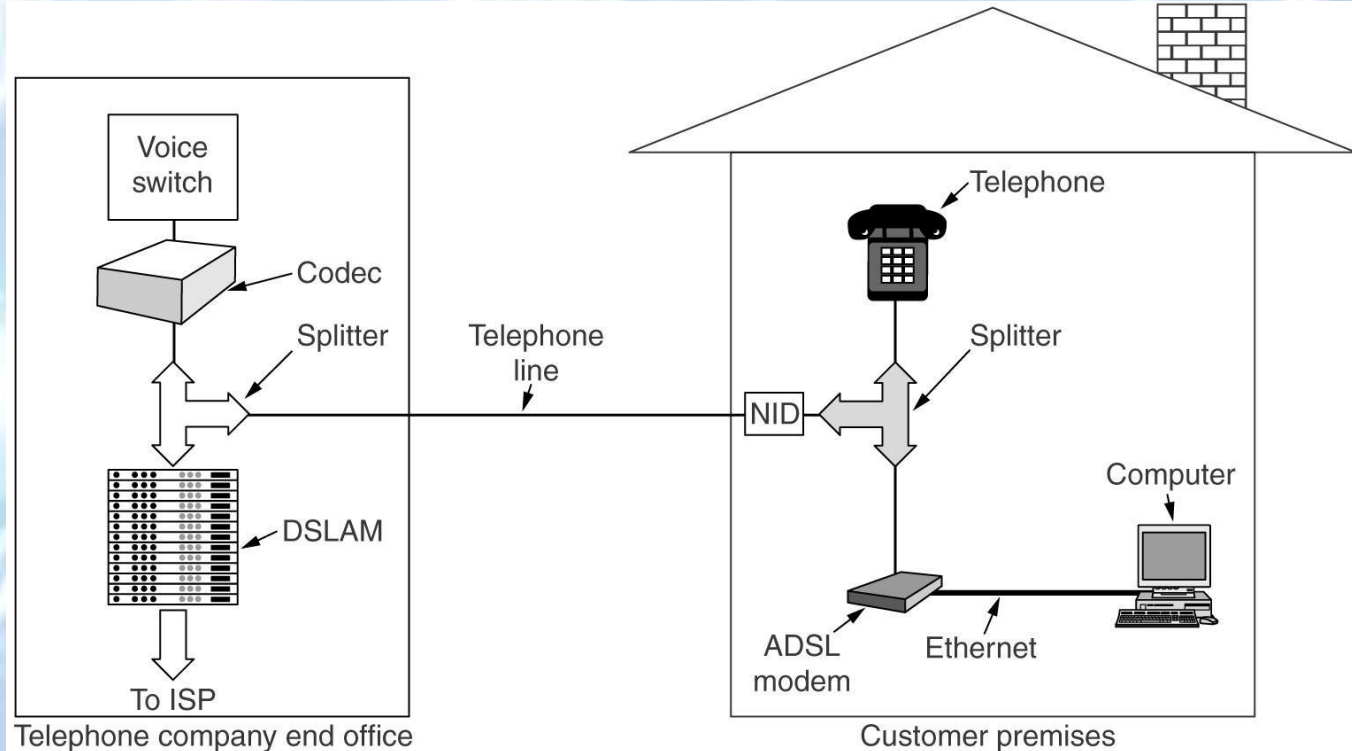 Voice
switch
Codec
Splitter
DSLAM
To ISP
Telephone company end office
Telephone
line
NID
Telephone
Splitter
Computer
ADSL
modem
Ethernet
Customer premises